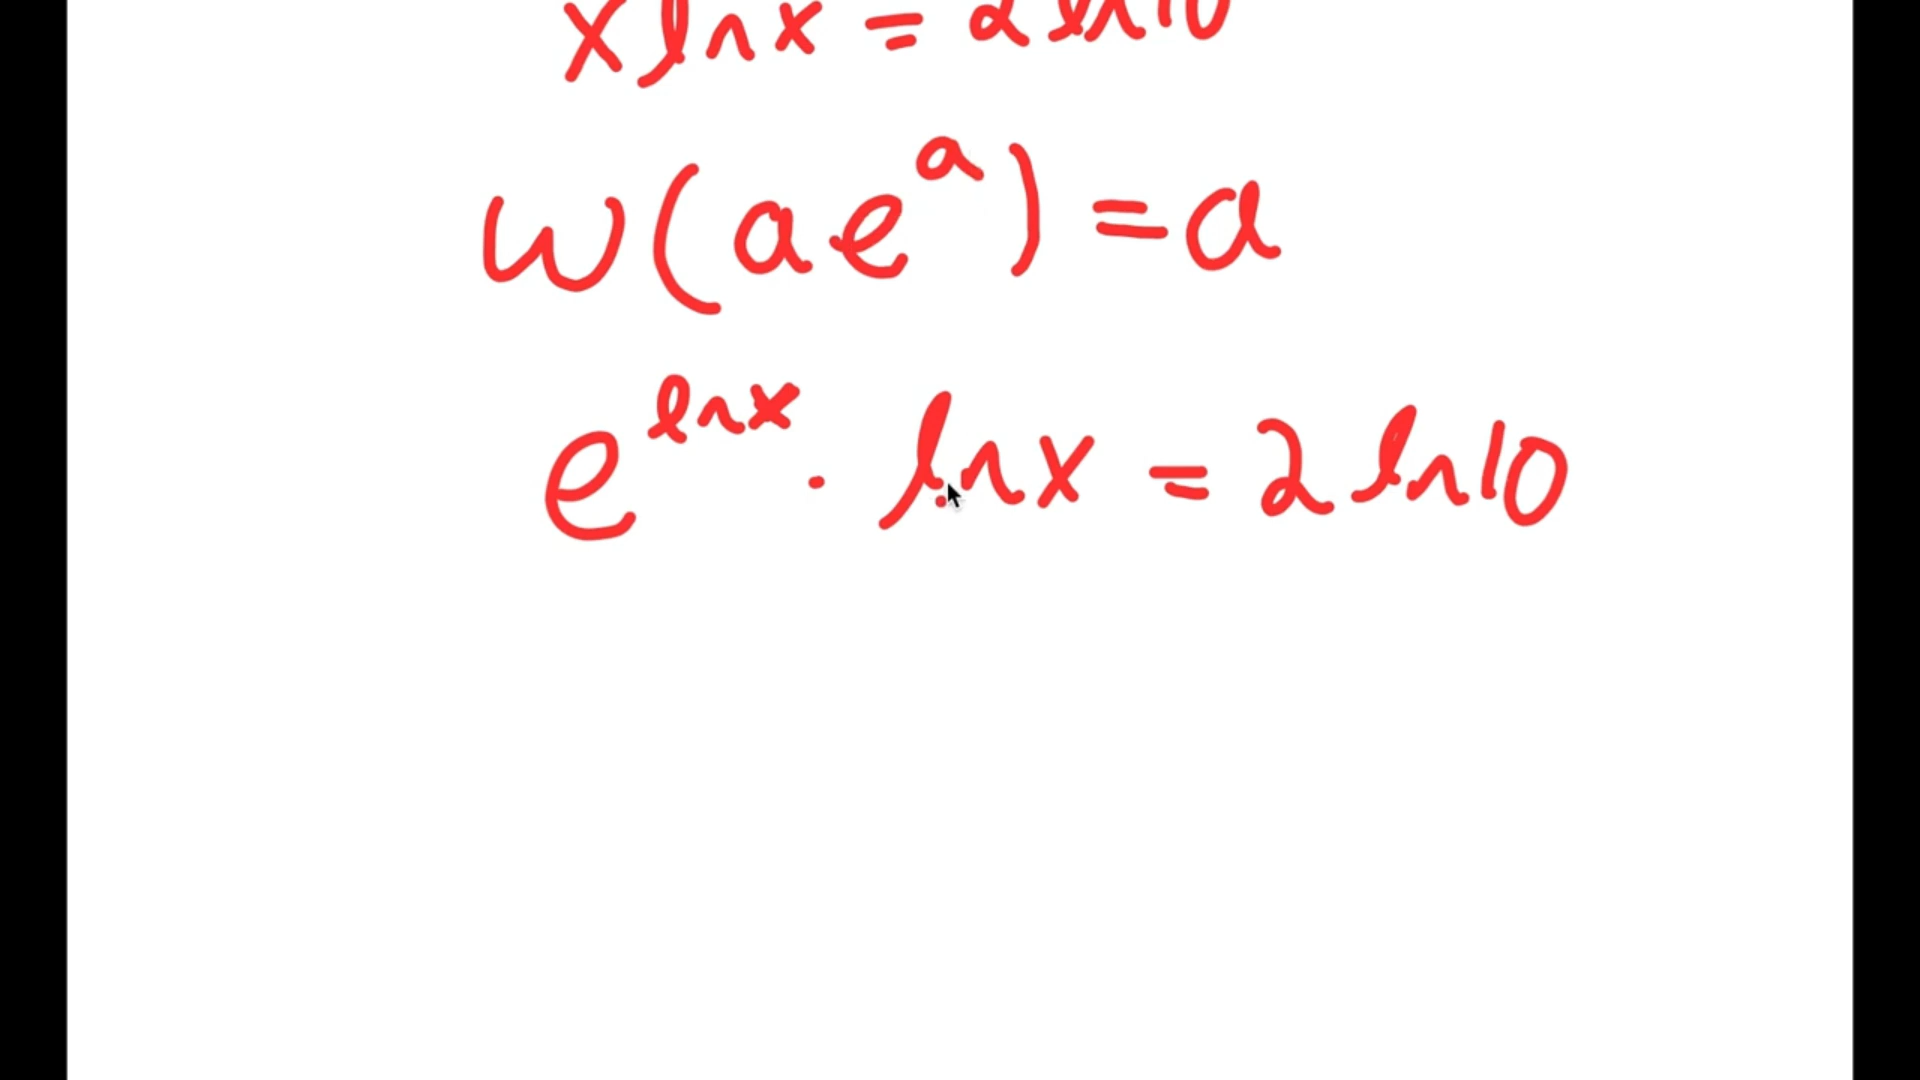 x ln x = 2 ln 10
W(ae^a) = a
e^{ln x} · ln x = 2 ln 10